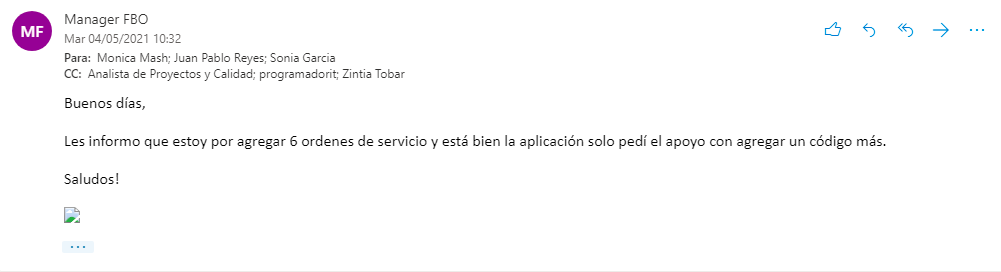 MF
Manager FBO
Mar 04/05/2021 10:32
Para: Monica Mash; Juan Pablo Reyes; Sonia Garcia
CC: Analista de Proyectos y Calidad; programadorit; Zintia Tobar
Buenos días,
Les informo que estoy por agregar 6 ordenes de servicio y está bien la aplicación solo pedí el apoyo con agregar un código más.
Saludos!